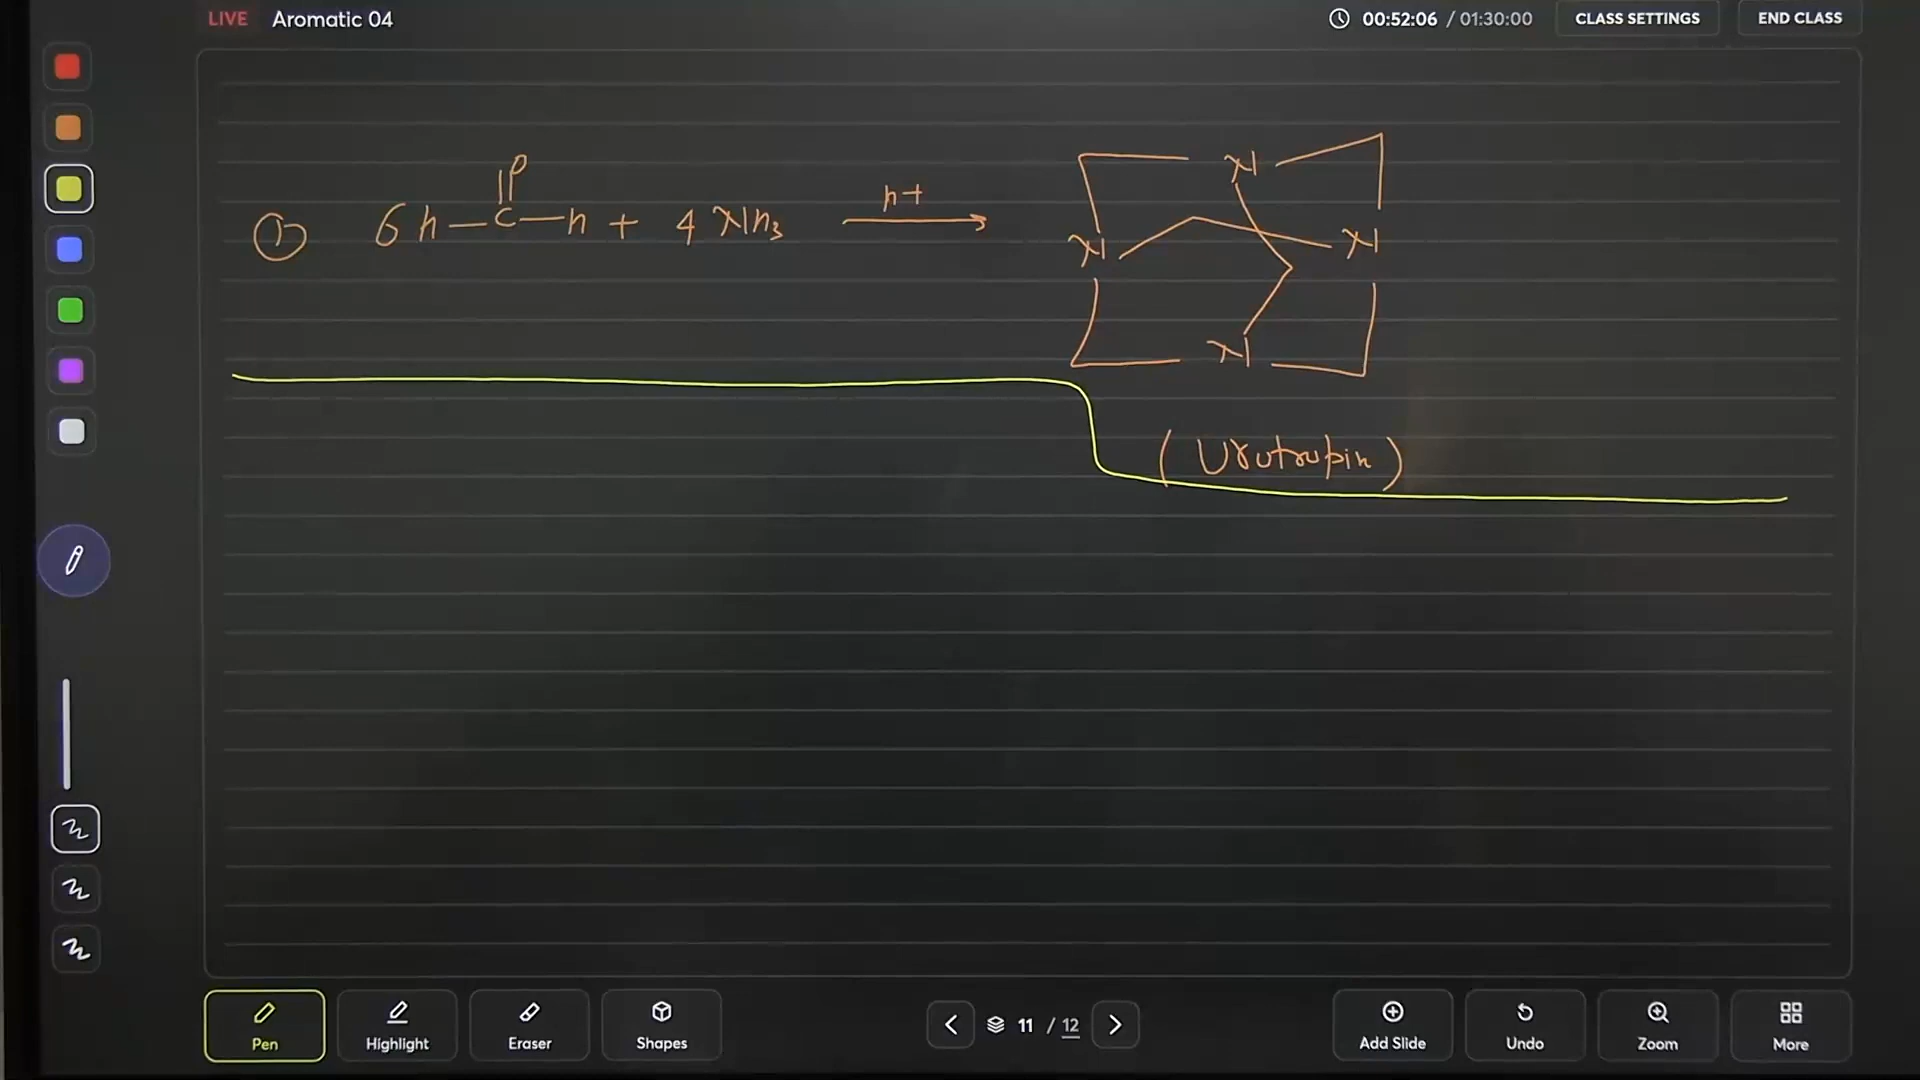 LIVE Aromatic 04 00:52:06 / 01:30:00 CLASS SETTINGS END CLASS
O
① 6 h—C—h + 4 Nh3 h+
N
N N
N
(Urutrupin)
Pen Highlight Eraser Shapes 11 / 12 Add Slide Undo Zoom More